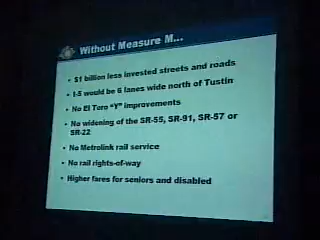 Without Measure M...
• $1 billion less invested streets and roads
• I-5 would be 6 lanes wide north of Tustin
• No El Toro "Y" improvements
• No widening of the SR-55, SR-91, SR-57 or
SR-22
• No Metrolink rail service
• No rail rights-of-way
• Higher fares for seniors and disabled